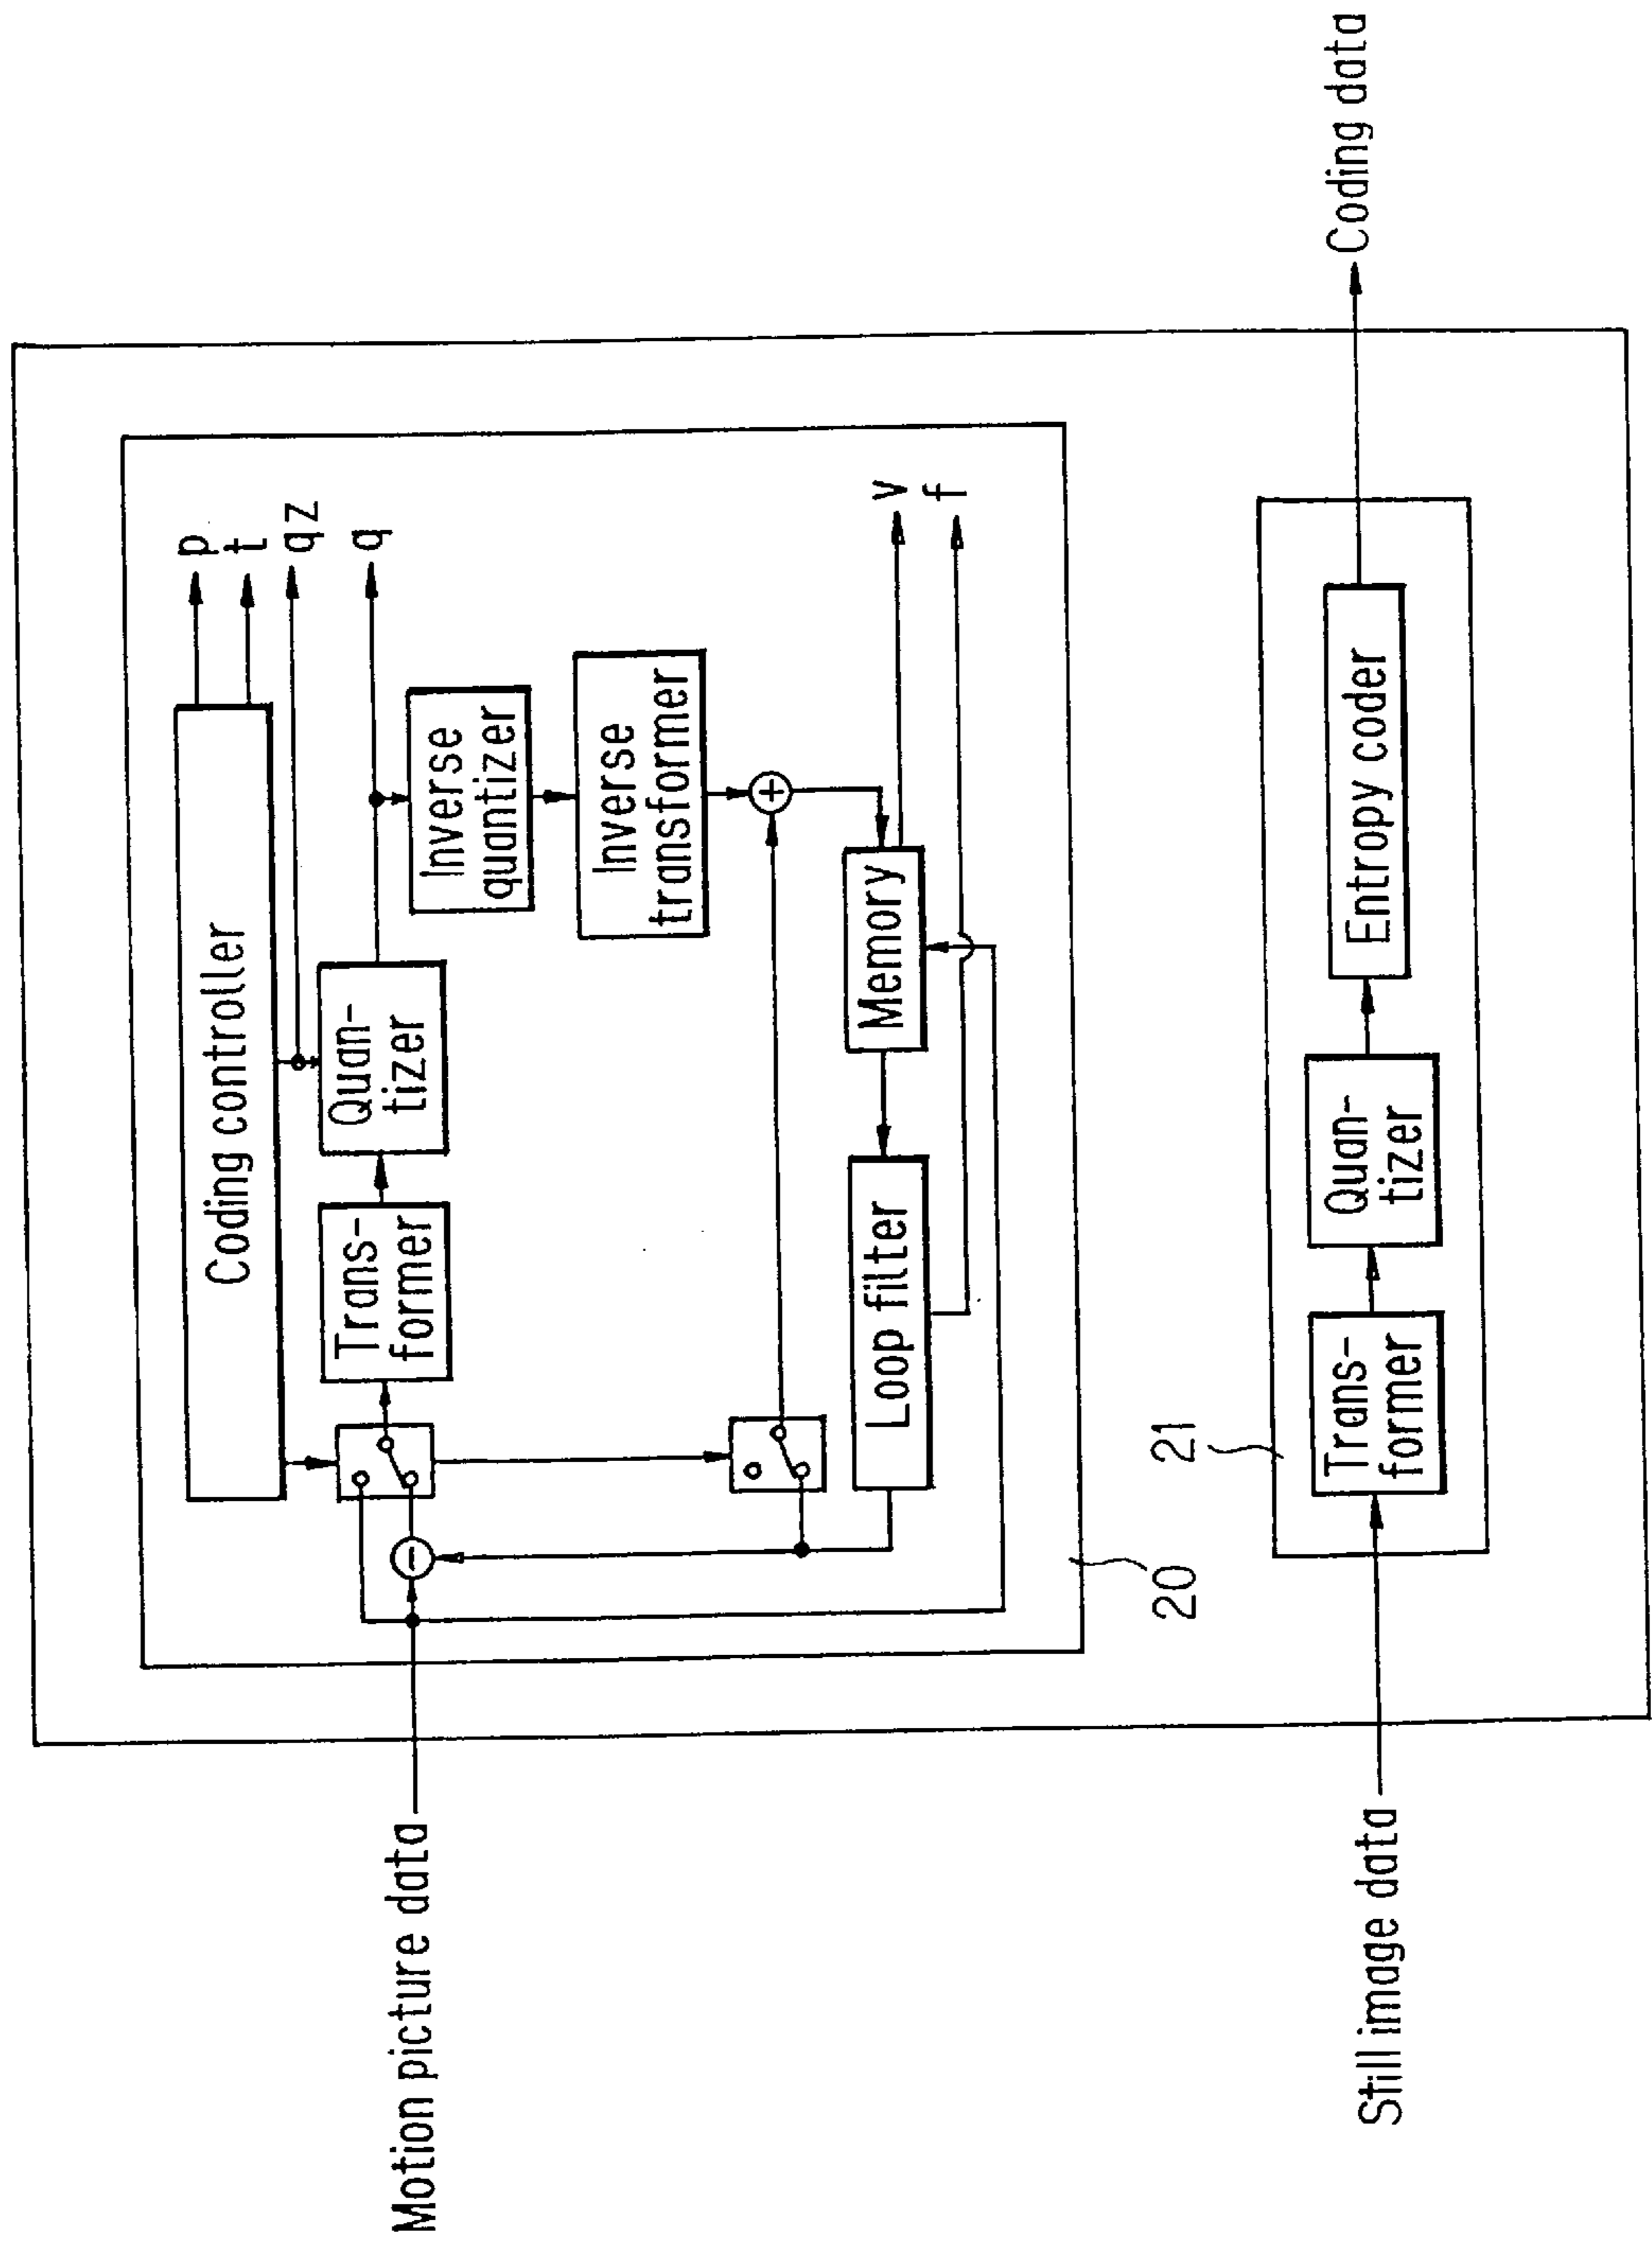 Coding controller
p
t
qz
q
Trans-
former
Quan-
tizer
Inverse
quantizer
Inverse
transformer
Motion picture data
-
+
Loop filter
Memory
v
f
20
21
Still image data
Trans-
former
Quan-
tizer
Entropy coder
Coding data